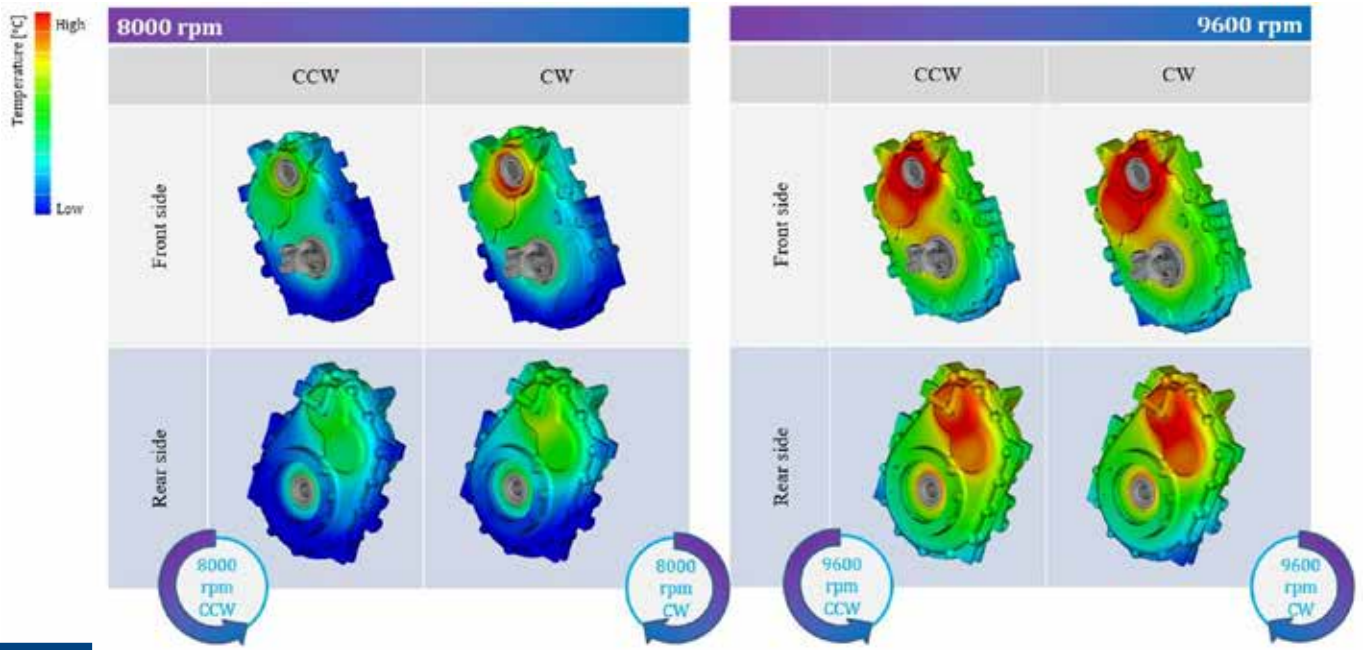 Temperature [°C]
High
Low
8000 rpm
CCW
CW
Front side
Rear side
8000
rpm
CCW
8000
rpm
CW
9600 rpm
CCW
CW
Front side
Rear side
9600
rpm
CCW
9600
rpm
CW